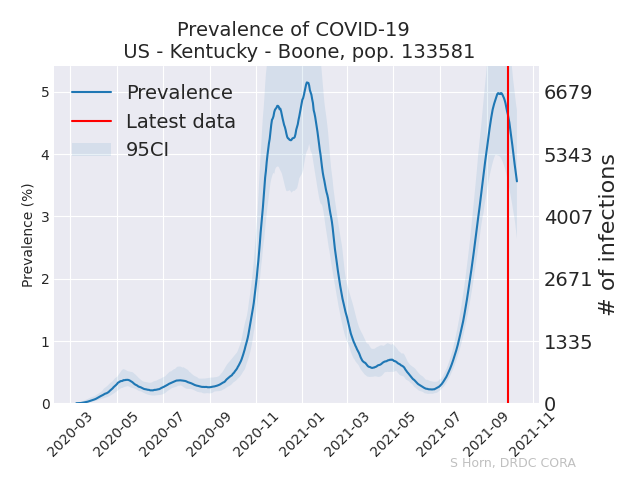 Prevalence of COVID-19
US - Kentucky - Boone, pop. 133581
Prevalence
Latest data
95CI
Prevalence (%)
5
4
3
2
1
0
6679
5343
4007
2671
1335
0
# of infections
2020-03
2020-05
2020-07
2020-09
2020-11
2021-01
2021-03
2021-05
2021-07
2021-09
2021-11
S Horn, DRDC CORA